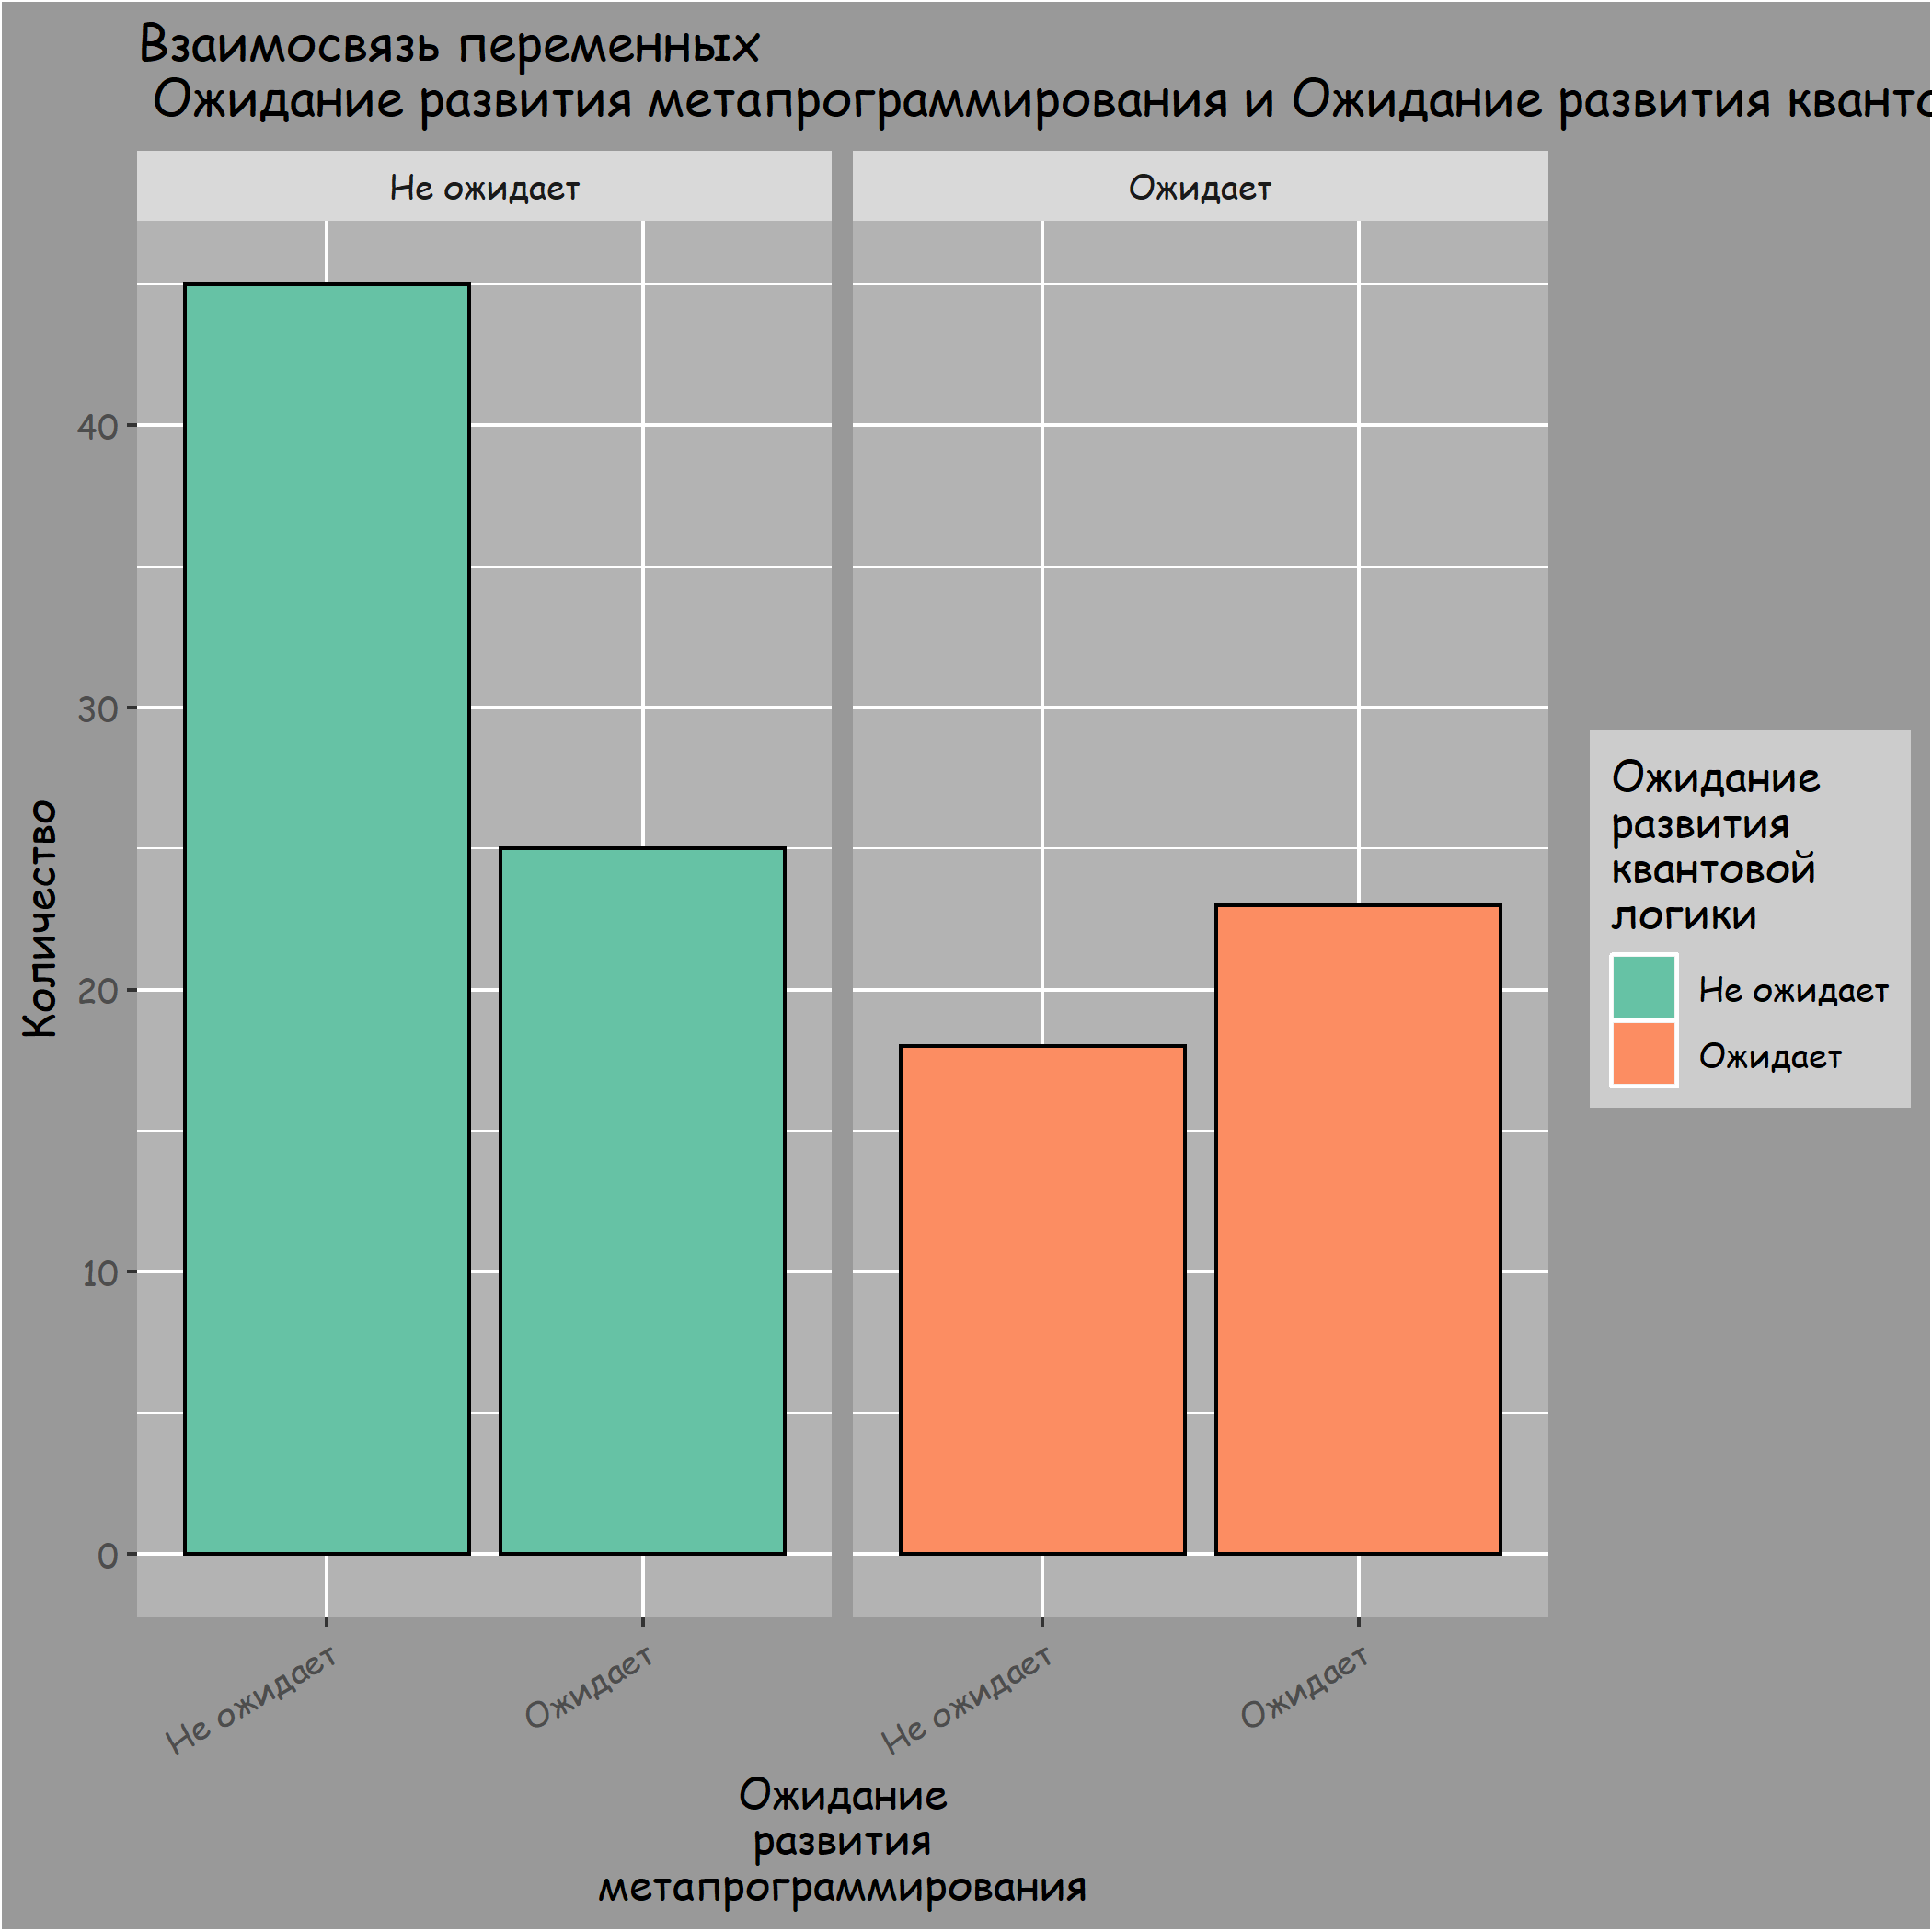 Взаимосвязь переменных
Ожидание развития метапрограммирования и Ожидание развития
Не ожидает
Ожидает
Количество
40
30
20
10
0
Не ожидает
Ожидает
Не ожидает
Ожидает
Ожидание
развития
метапрограммирования
Ожидание
развития
квантовой
логики
Не ожидает
Ожидает